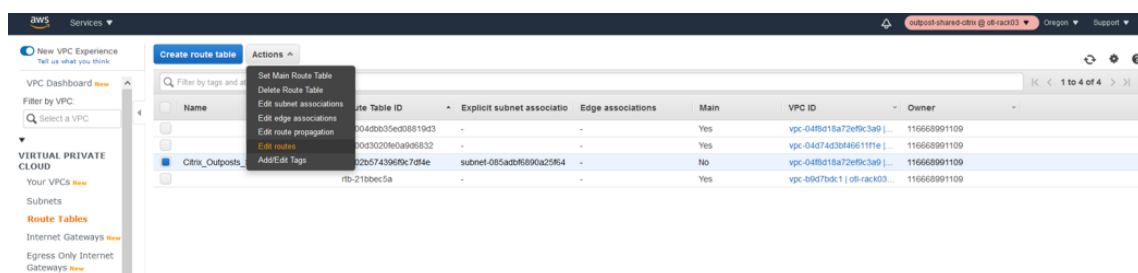 aws Services ▼ outpost-shared-citrix @ otl-rack03 ▼ Oregon ▼ Support ▼
New VPC Experience
Tell us what you think
Create route table Actions
VPC Dashboard New
Filter by VPC:
Select a VPC
VIRTUAL PRIVATE
CLOUD
Your VPCs New
Subnets
Route Tables
Internet Gateways New
Egress Only Internet
Gateways New
Filter by tags and 1 to 4 of 4
Set Main Route Table
Delete Route Table
Edit subnet associations
Edit edge associations
Edit route propagation
Edit routes
Add/Edit Tags
Name Table ID Explicit subnet associatio Edge associations Main VPC ID Owner
004dbb35ed08819d3 - - Yes vpc-04f8d18a72ef9c3a9 |... 116668991109
00d3020fe0a9d6832 - - Yes vpc-04d74d3bf46611f1e |... 116668991109
Citrix_Outposts_ 02b574396f9c7df4e subnet-085adbf6890a25f64 - No vpc-04f8d18a72ef9c3a9 |... 116668991109
rtb-21bbec5a - - Yes vpc-b9d7bdc1 | otl-rack03... 116668991109